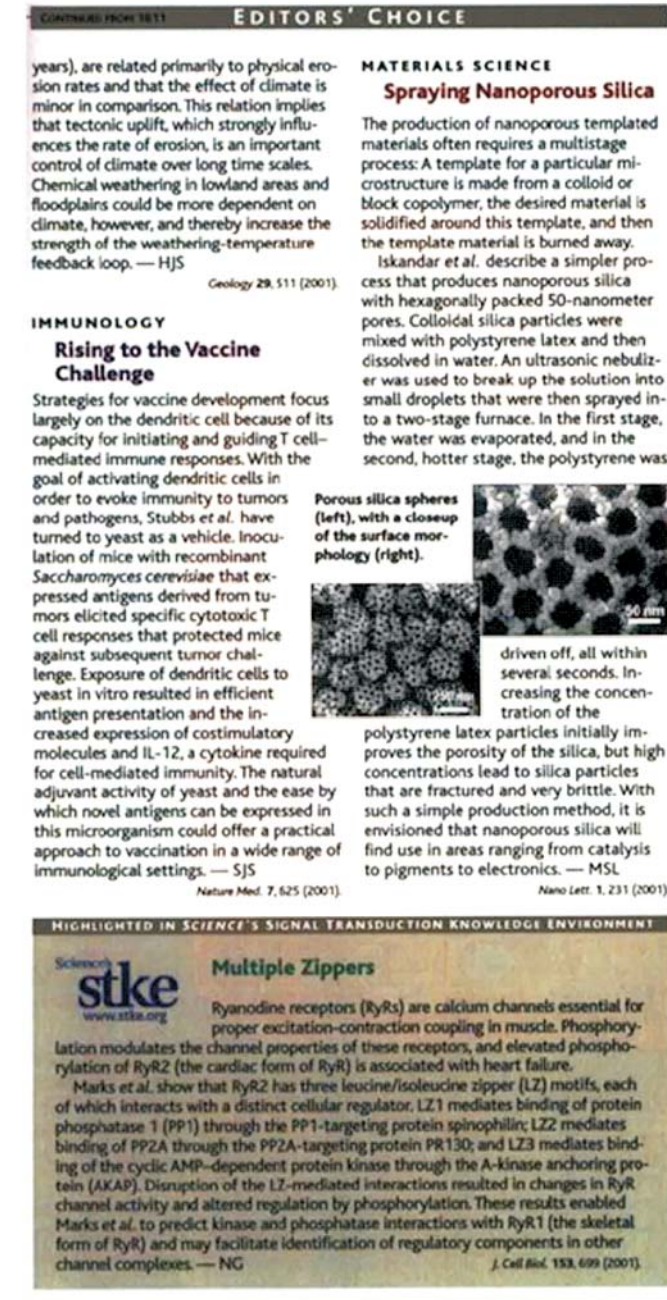 CONTINUED FROM 1811
EDITORS' CHOICE
years), are related primarily to physical ero-
sion rates and that the effect of climate is
minor in comparison. This relation implies
that tectonic uplift, which strongly influ-
ences the rate of erosion, is an important
control of climate over long time scales.
Chemical weathering in lowland areas and
floodplains could be more dependent on
climate, however, and thereby increase the
strength of the weathering-temperature
feedback loop. — HJS
Geology 29, 511 (2001).
IMMUNOLOGY
Rising to the Vaccine
Challenge
Strategies for vaccine development focus
largely on the dendritic cell because of its
capacity for initiating and guiding T cell–
mediated immune responses. With the
goal of activating dendritic cells in
order to evoke immunity to tumors
and pathogens, Stubbs et al. have
turned to yeast as a vehicle. Inocu-
lation of mice with recombinant
Saccharomyces cerevisiae that ex-
pressed antigens derived from tu-
mors elicited specific cytotoxic T
cell responses that protected mice
against subsequent tumor chal-
lenge. Exposure of dendritic cells to
yeast in vitro resulted in efficient
antigen presentation and the in-
creased expression of costimulatory
molecules and IL-12, a cytokine required
for cell-mediated immunity. The natural
adjuvant activity of yeast and the ease by
which novel antigens can be expressed in
this microorganism could offer a practical
approach to vaccination in a wide range of
immunological settings. — SJS
Nature Med. 7, 625 (2001).
MATERIALS SCIENCE
Spraying Nanoporous Silica
The production of nanoporous templated
materials often requires a multistage
process: A template for a particular mi-
crostructure is made from a colloid or
block copolymer, the desired material is
solidified around this template, and then
the template material is burned away.
Iskandar et al. describe a simpler pro-
cess that produces nanoporous silica
with hexagonally packed 50-nanometer
pores. Colloidal silica particles were
mixed with polystyrene latex and then
dissolved in water. An ultrasonic nebuliz-
er was used to break up the solution into
small droplets that were then sprayed in-
to a two-stage furnace. In the first stage,
the water was evaporated, and in the
second, hotter stage, the polystyrene was
Porous silica spheres
(left), with a closeup
of the surface mor-
phology (right).
50 nm
driven off, all within
several seconds. In-
creasing the concen-
tration of the
polystyrene latex particles initially im-
proves the porosity of the silica, but high
concentrations lead to silica particles
that are fractured and very brittle. With
such a simple production method, it is
envisioned that nanoporous silica will
find use in areas ranging from catalysis
to pigments to electronics. — MSL
Nano Lett. 1, 231 (2001)
HIGHLIGHTED IN SCIENCE'S SIGNAL TRANSDUCTION KNOWLEDGE ENVIRONMENT
Science's
stke
www.stke.org
Multiple Zippers
Ryanodine receptors (RyRs) are calcium channels essential for
proper excitation-contraction coupling in muscle. Phosphory-
lation modulates the channel properties of these receptors, and elevated phospho-
rylation of RyR2 (the cardiac form of RyR) is associated with heart failure.
Marks et al. show that RyR2 has three leucine/isoleucine zipper (LZ) motifs, each
of which interacts with a distinct cellular regulator. LZ1 mediates binding of protein
phosphatase 1 (PP1) through the PP1-targeting protein spinophilin; LZ2 mediates
binding of PP2A through the PP2A-targeting protein PR130; and LZ3 mediates bind-
ing of the cyclic AMP–dependent protein kinase through the A-kinase anchoring pro-
tein (AKAP). Disruption of the LZ-mediated interactions resulted in changes in RyR
channel activity and altered regulation by phosphorylation. These results enabled
Marks et al. to predict kinase and phosphatase interactions with RyR1 (the skeletal
form of RyR) and may facilitate identification of regulatory components in other
channel complexes. — NG
J. Cell Biol. 153, 699 (2001).